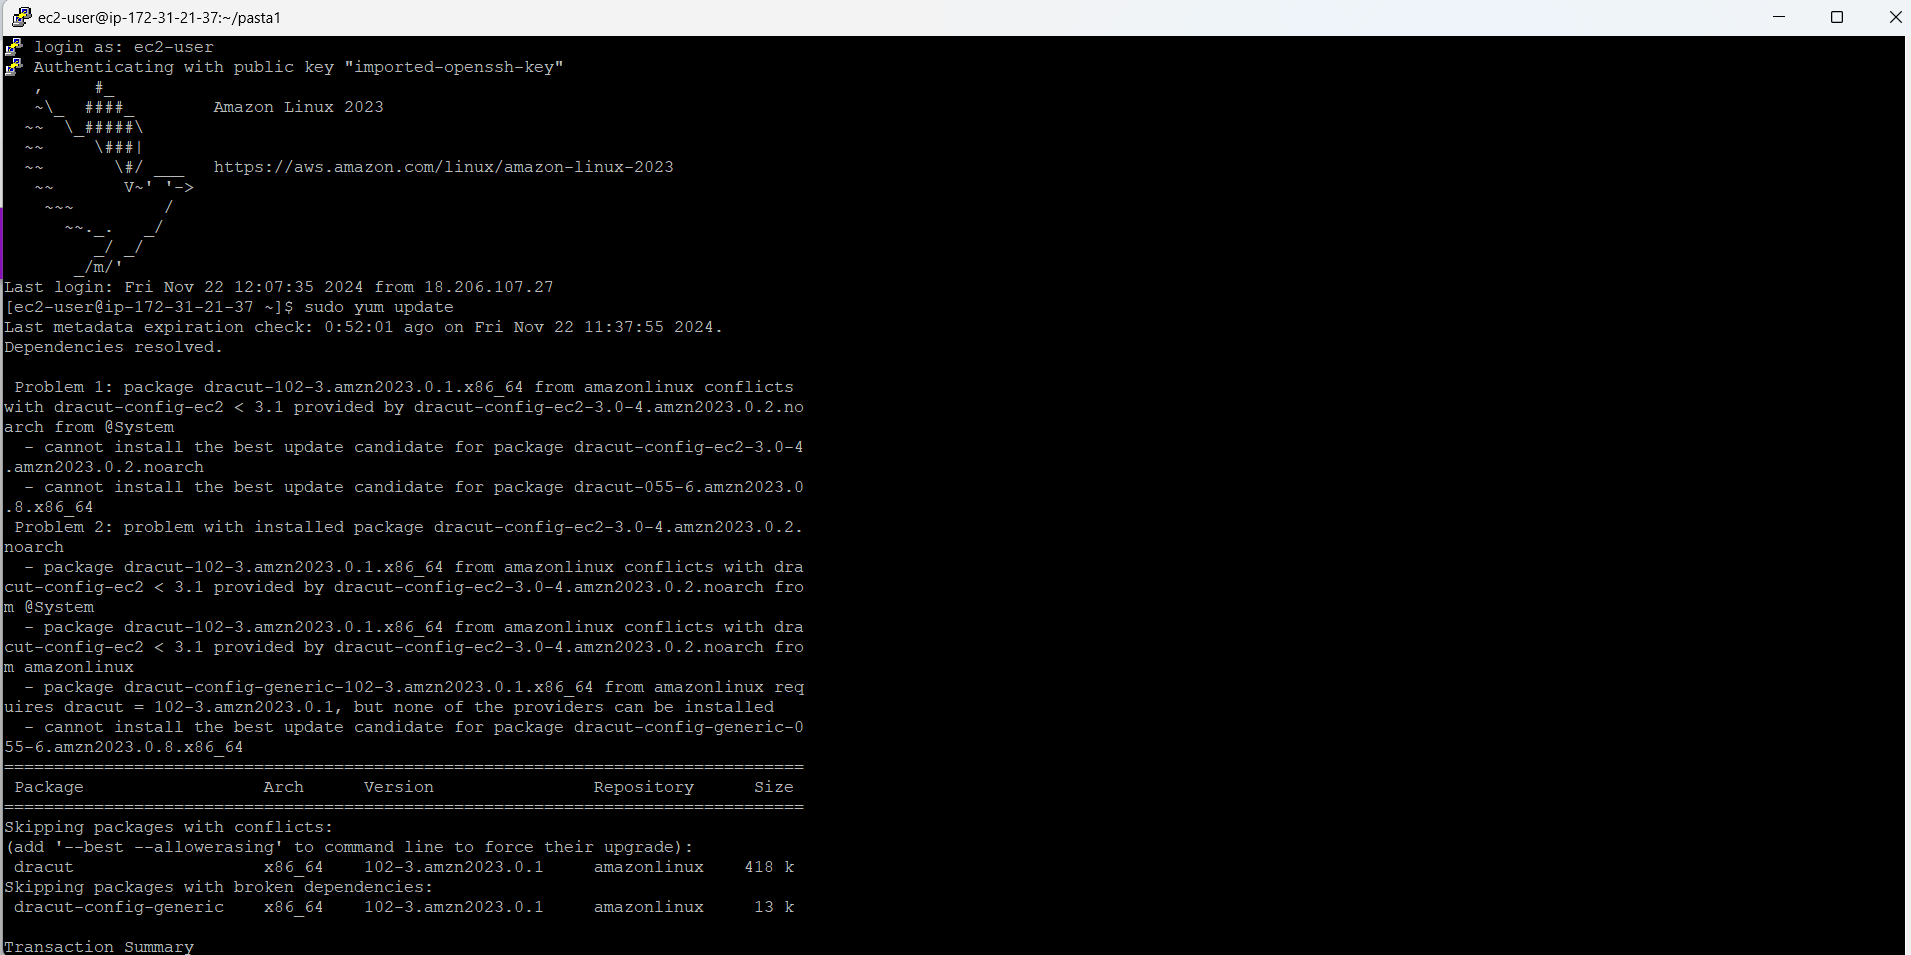 ec2-user@ip-172-31-21-37:~/pasta1
login as: ec2-user
Authenticating with public key "imported-openssh-key"
   ,     #_
   ~\_  ####_        Amazon Linux 2023
  ~~  \_#####\
  ~~     \###|
  ~~       \#/ ___   https://aws.amazon.com/linux/amazon-linux-2023
   ~~       V~' '->
    ~~~         /
      ~~._.   _/
         _/ _/
       _/m/'
Last login: Fri Nov 22 12:07:35 2024 from 18.206.107.27
[ec2-user@ip-172-31-21-37 ~]$ sudo yum update
Last metadata expiration check: 0:52:01 ago on Fri Nov 22 11:37:55 2024.
Dependencies resolved.
 Problem 1: package dracut-102-3.amzn2023.0.1.x86_64 from amazonlinux conflicts
with dracut-config-ec2 < 3.1 provided by dracut-config-ec2-3.0-4.amzn2023.0.2.no
arch from @System
  - cannot install the best update candidate for package dracut-config-ec2-3.0-4
.amzn2023.0.2.noarch
  - cannot install the best update candidate for package dracut-055-6.amzn2023.0
.8.x86_64
 Problem 2: problem with installed package dracut-config-ec2-3.0-4.amzn2023.0.2.
noarch
  - package dracut-102-3.amzn2023.0.1.x86_64 from amazonlinux conflicts with dra
cut-config-ec2 < 3.1 provided by dracut-config-ec2-3.0-4.amzn2023.0.2.noarch fro
m @System
  - package dracut-102-3.amzn2023.0.1.x86_64 from amazonlinux conflicts with dra
cut-config-ec2 < 3.1 provided by dracut-config-ec2-3.0-4.amzn2023.0.2.noarch fro
m amazonlinux
  - package dracut-config-generic-102-3.amzn2023.0.1.x86_64 from amazonlinux req
uires dracut = 102-3.amzn2023.0.1, but none of the providers can be installed
  - cannot install the best update candidate for package dracut-config-generic-0
55-6.amzn2023.0.8.x86_64
================================================================================
 Package                  Arch      Version                Repository      Size
================================================================================
Skipping packages with conflicts:
(add '--best --allowerasing' to command line to force their upgrade):
 dracut                   x86_64    102-3.amzn2023.0.1     amazonlinux    418 k
Skipping packages with broken dependencies:
 dracut-config-generic    x86_64    102-3.amzn2023.0.1     amazonlinux     13 k
Transaction Summary